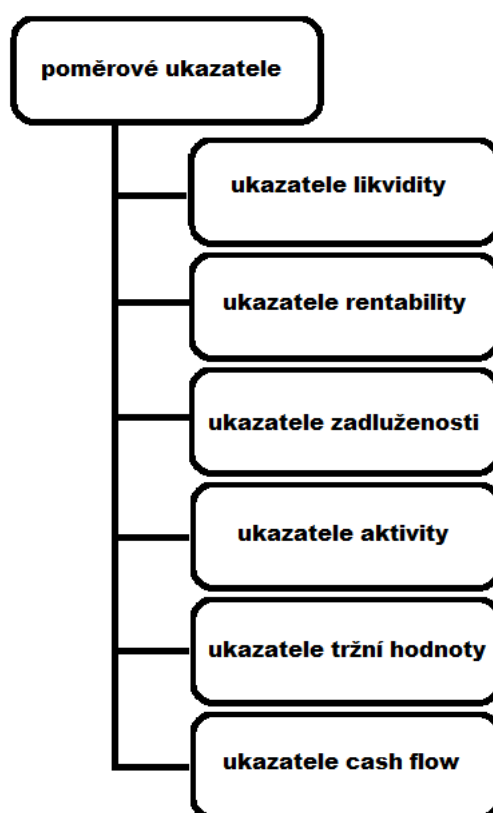 poměrové ukazatele
ukazatele likvidity
ukazatele rentability
ukazatele zadluženosti
ukazatele aktivity
ukazatele tržní hodnoty
ukazatele cash flow